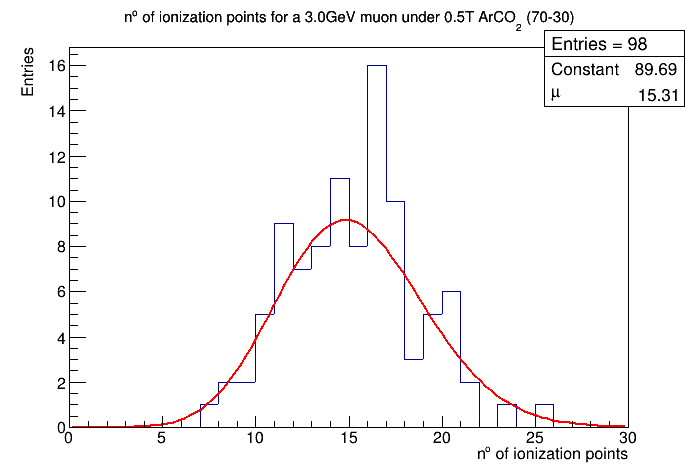 nº of ionization points for a 3.0GeV muon under 0.5T ArCO2 (70-30)
Entries = 98
Constant 89.69
μ 15.31
Entries
16
14
12
10
8
6
4
2
0
0 5 10 15 20 25 30
nº of ionization points